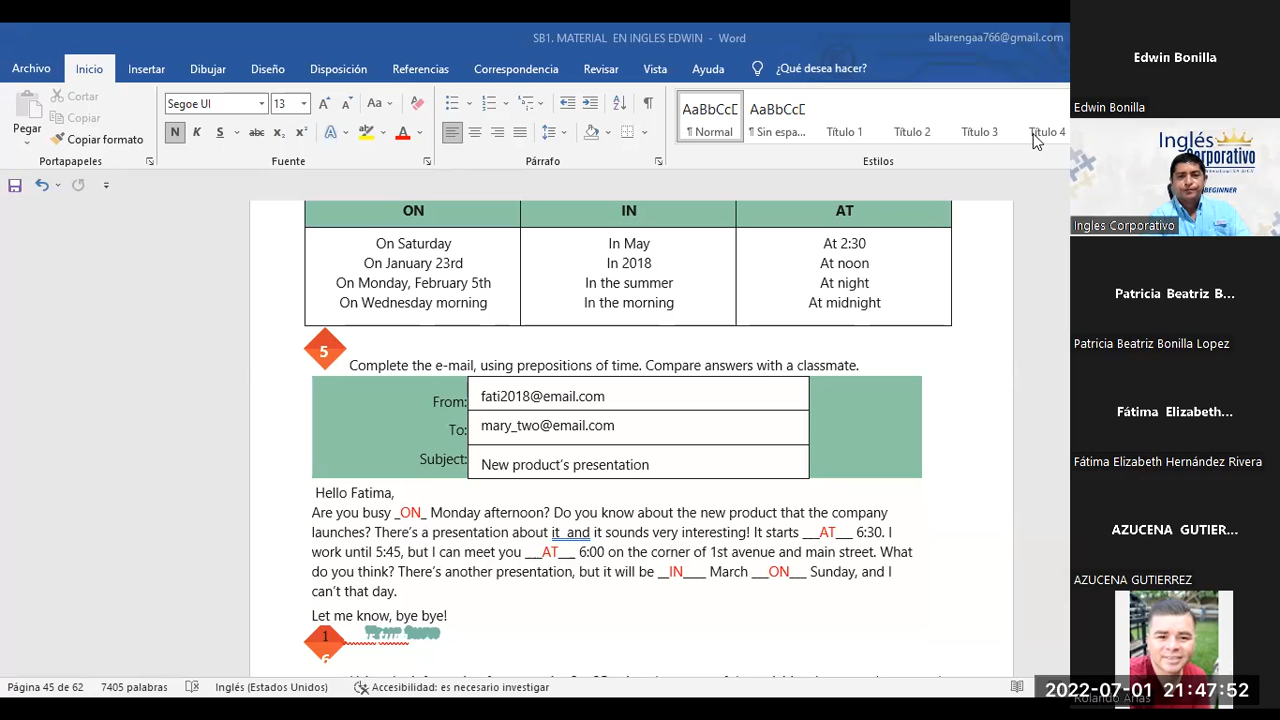 SB1. MATERIAL EN INGLES EDWIN - Word
albarengaa766@gmail.com
Archivo Inicio Insertar Dibujar Diseño Disposición Referencias Correspondencia Revisar Vista Ayuda ¿Qué desea hacer?
Pegar
Cortar
Copiar
Copiar formato
Portapapeles
Segoe UI 13
N K S abc x₂ x²
Fuente
Párrafo
AaBbCcD AaBbCcD
¶ Normal ¶ Sin espa... Título 1 Título 2 Título 3 Título 4
Estilos
ON IN AT
On Saturday In May At 2:30
On January 23rd In 2018 At noon
On Monday, February 5th In the summer At night
On Wednesday morning In the morning At midnight
5
Complete the e-mail, using prepositions of time. Compare answers with a classmate.
From: fati2018@email.com
To: mary_two@email.com
Subject: New product's presentation
Hello Fatima,
Are you busy _ON_ Monday afternoon? Do you know about the new product that the company
launches? There's a presentation about it and it sounds very interesting! It starts ___AT___ 6:30. I
work until 5:45, but I can meet you ___AT___ 6:00 on the corner of 1st avenue and main street. What
do you think? There's another presentation, but it will be __IN____ March ___ON___ Sunday, and I
can't that day.
Let me know, bye bye!
1
6
Página 45 de 62 7405 palabras Inglés (Estados Unidos) Accesibilidad: es necesario investigar
Edwin Bonilla
Edwin Bonilla
Inglés
Corporativo
BEGINNER
Ingles Corporativo
Patricia Beatriz B...
Patricia Beatriz Bonilla Lopez
Fátima Elizabeth...
Fátima Elizabeth Hernández Rivera
AZUCENA GUTIER...
AZUCENA GUTIERREZ
Rolando Arias
2022-07-01 21:47:52